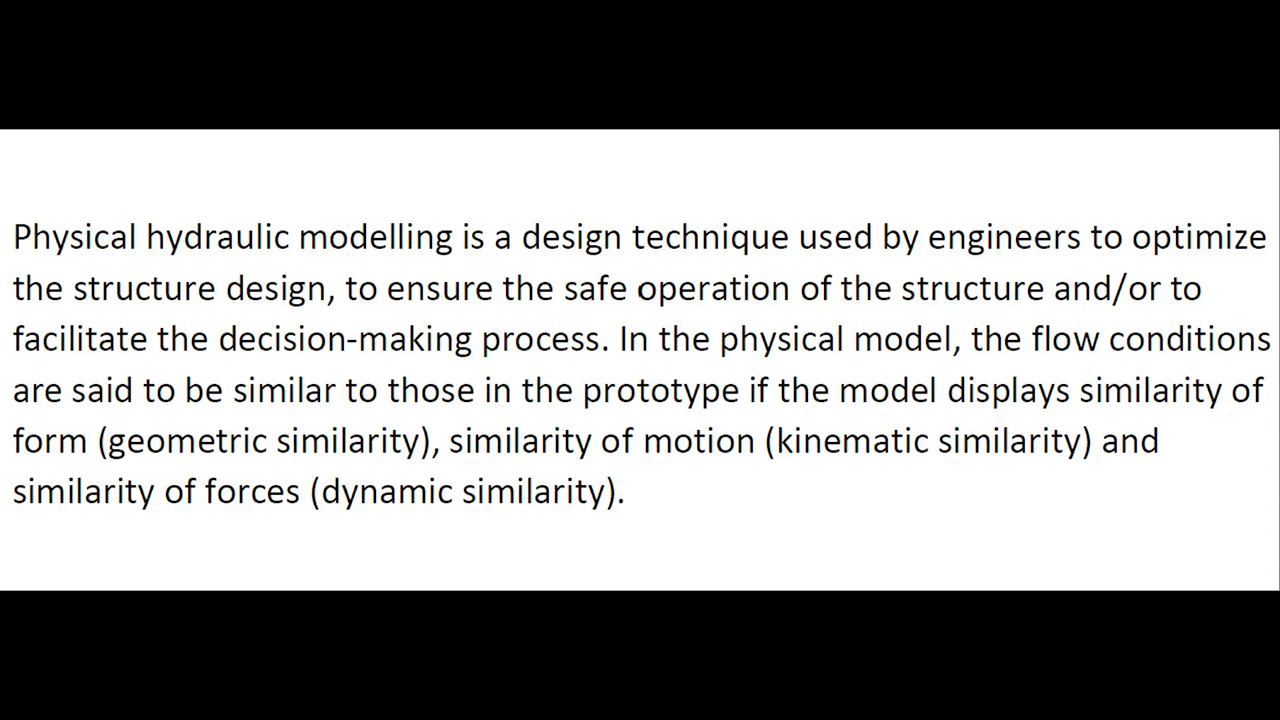 Physical hydraulic modelling is a design technique used by engineers to optimize
the structure design, to ensure the safe operation of the structure and/or to
facilitate the decision-making process. In the physical model, the flow conditions
are said to be similar to those in the prototype if the model displays similarity of
form (geometric similarity), similarity of motion (kinematic similarity) and
similarity of forces (dynamic similarity).